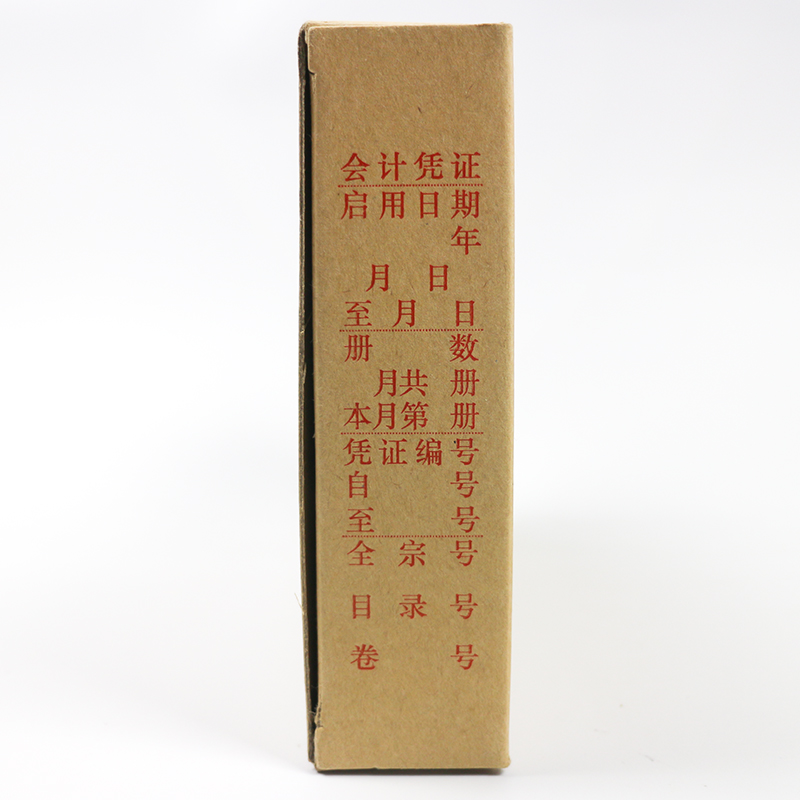 会计凭证
启用日期
年
月 日
至月 日
册 数
月共 册
本月第 册
凭证编号
自 号
至 号
全宗号
目录号
卷 号